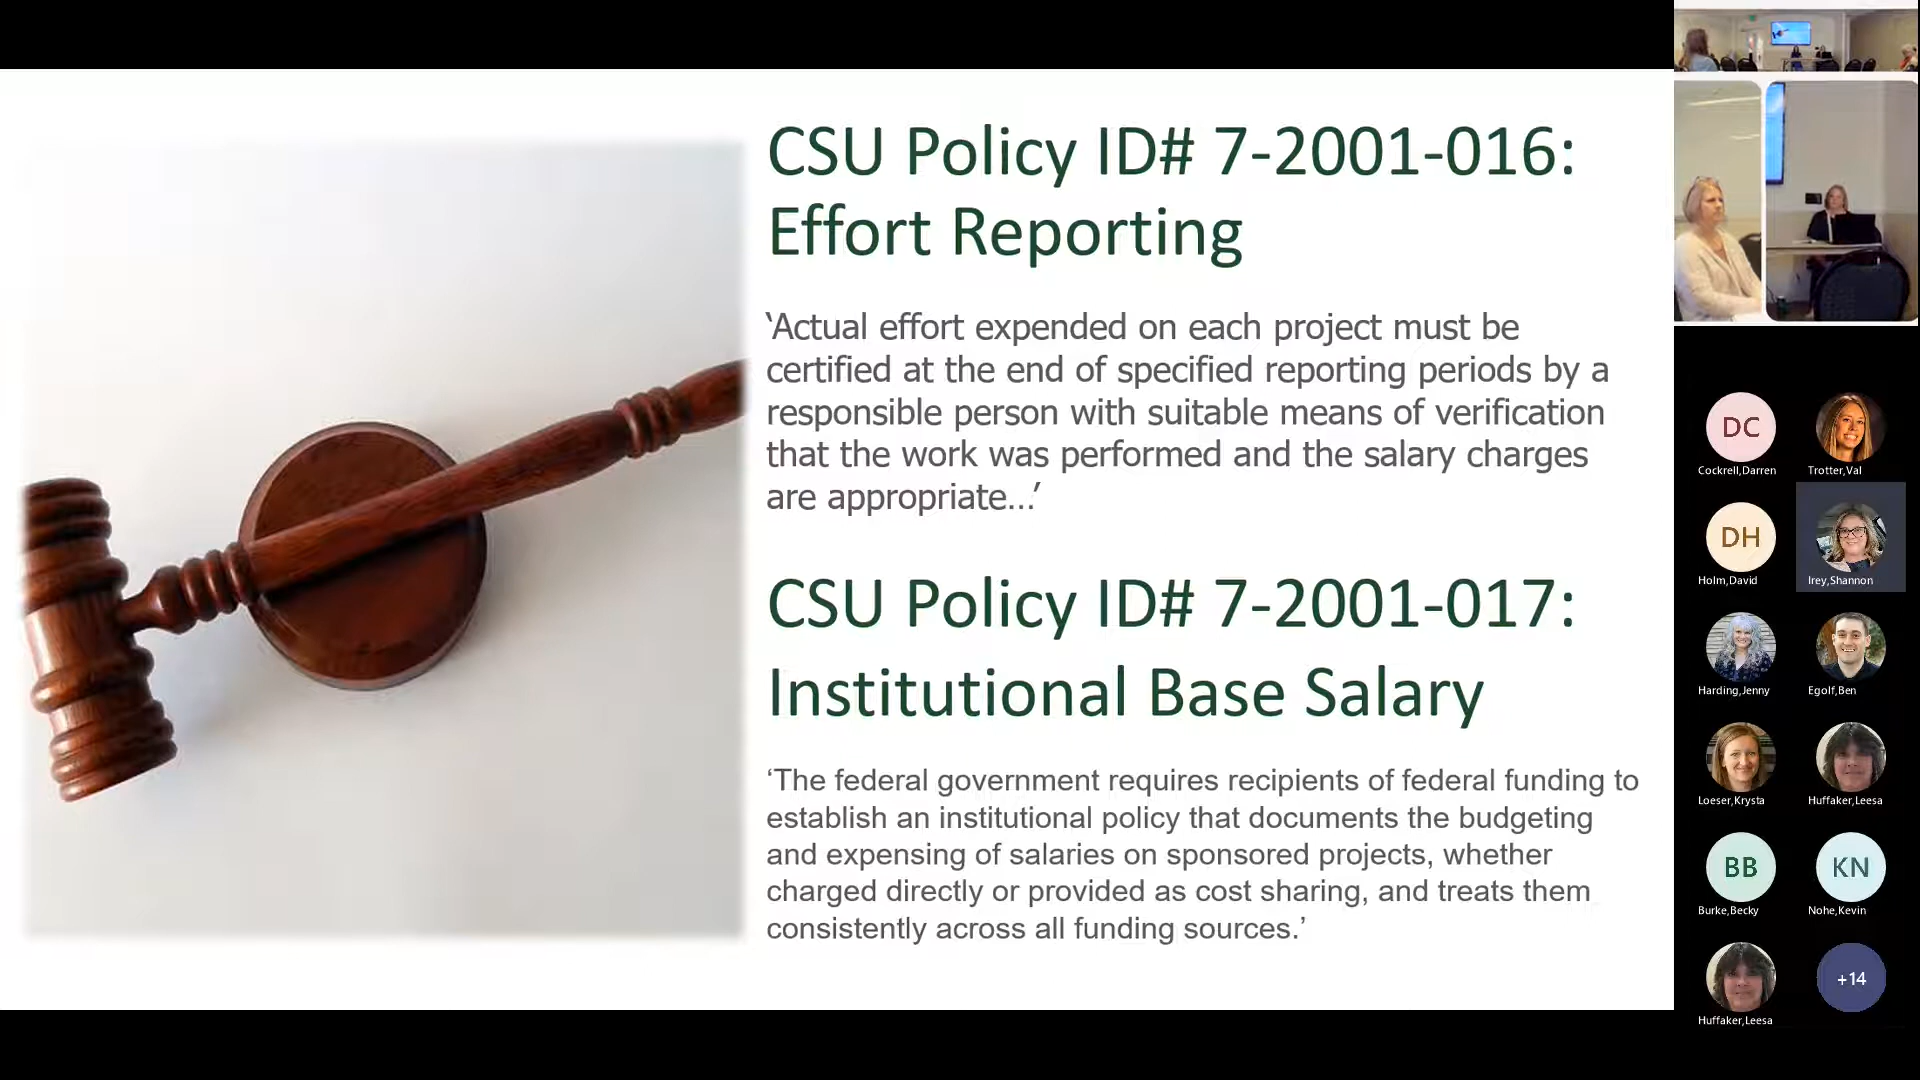 CSU Policy ID# 7-2001-016:
Effort Reporting
‘Actual effort expended on each project must be
certified at the end of specified reporting periods by a
responsible person with suitable means of verification
that the work was performed and the salary charges
are appropriate...’
CSU Policy ID# 7-2001-017:
Institutional Base Salary
‘The federal government requires recipients of federal funding to
establish an institutional policy that documents the budgeting
and expensing of salaries on sponsored projects, whether
charged directly or provided as cost sharing, and treats them
consistently across all funding sources.’
DC
Cockrell,Darren
Trotter,Val
DH
Holm,David
Irey,Shannon
Harding,Jenny
Egolf,Ben
Loeser,Krysta
Huffaker,Leesa
BB
Burke,Becky
KN
Nohe,Kevin
Huffaker,Leesa
+14